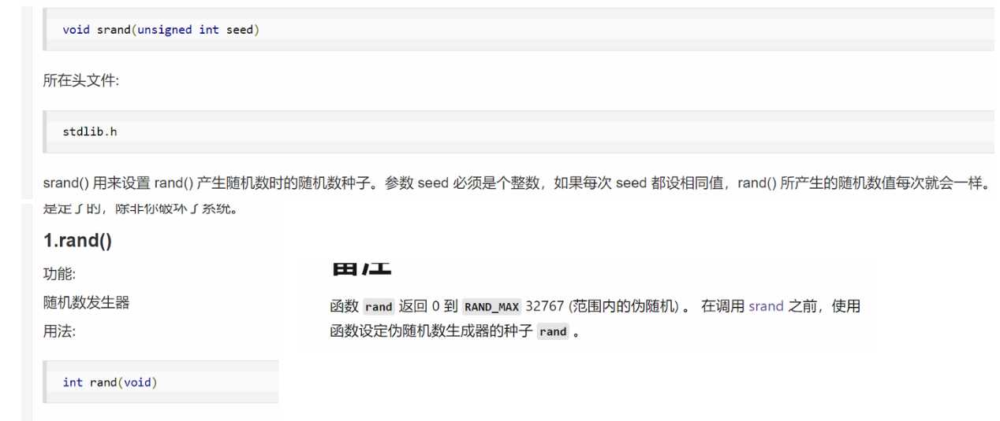 void srand(unsigned int seed)
所在头文件:
stdlib.h
srand() 用来设置 rand() 产生随机数时的随机数种子。参数 seed 必须是个整数，如果每次 seed 都设相同值，rand() 所产生的随机数值每次就会一样。
是定了的，除非你破坏了系统。
1.rand()
功能:
随机数发生器
用法:
int rand(void)
备注
函数 rand 返回 0 到 RAND_MAX 32767 (范围内的伪随机) 。 在调用 srand 之前，使用
函数设定伪随机数生成器的种子 rand 。